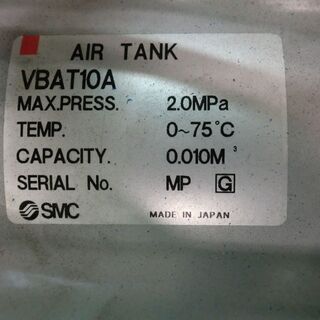 AIR TANK
VBAT10A
MAX.PRESS. 2.0MPa
TEMP. 0~75°C
CAPACITY. 0.010M³
SERIAL No. MP G
SMC MADE IN JAPAN